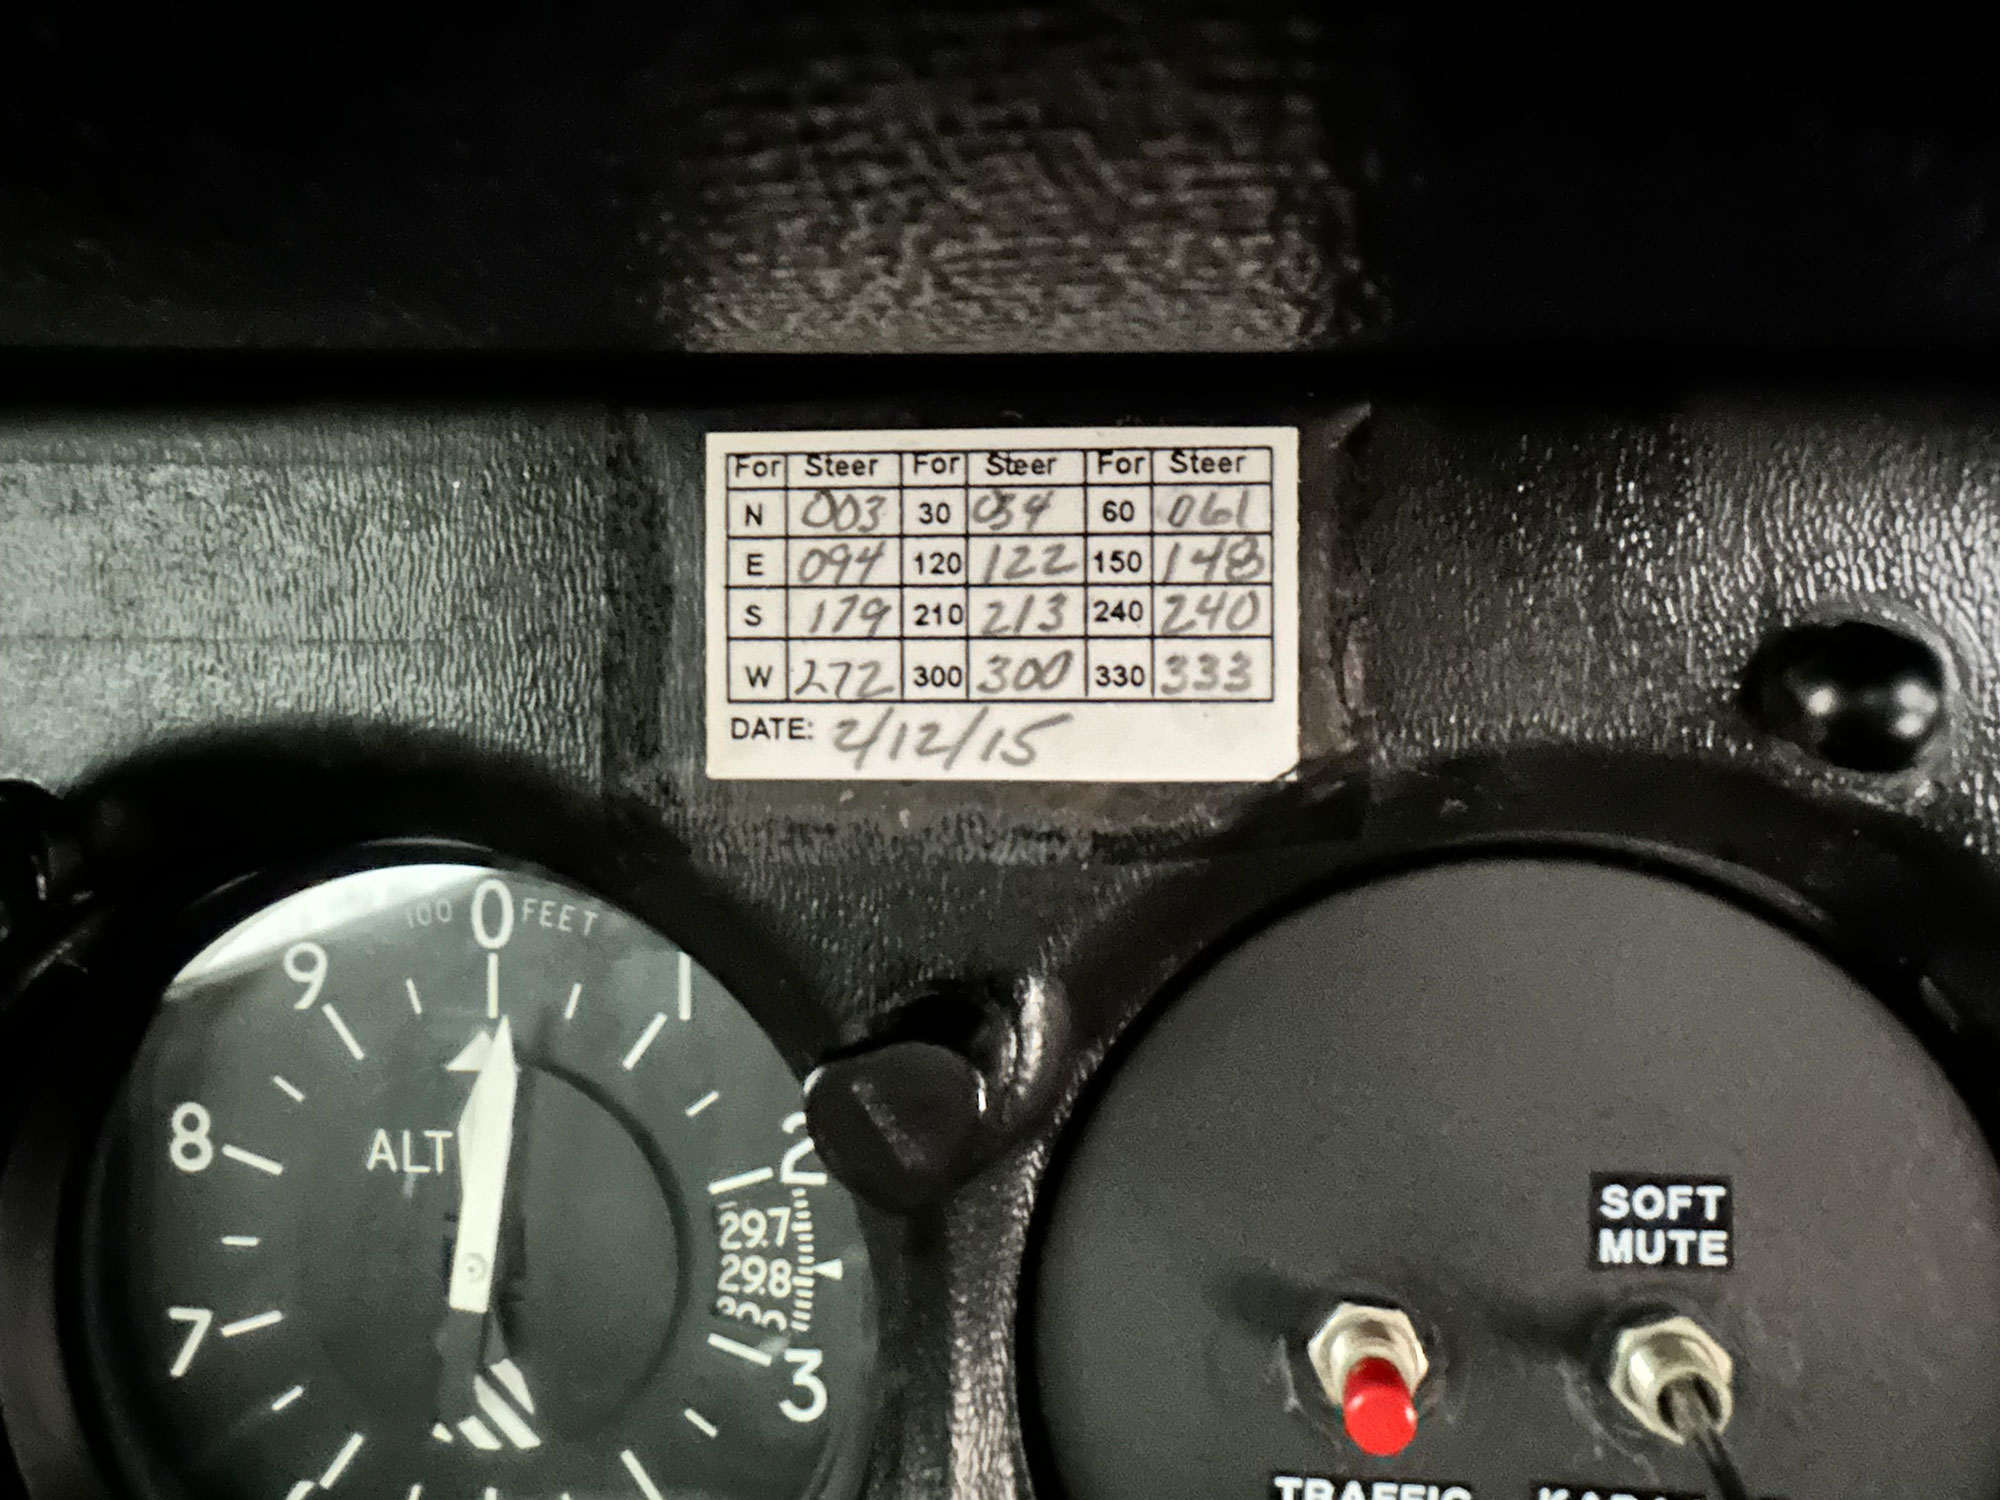 For Steer For Steer For Steer
N 003 30 034 60 061
E 094 120 122 150 148
S 179 210 213 240 240
W 272 300 300 330 333
DATE: 2/12/15
100 0 FEET
9 1
8 ALT 2
29.7
29.8
7 3
SOFT
MUTE
TRAFFIC